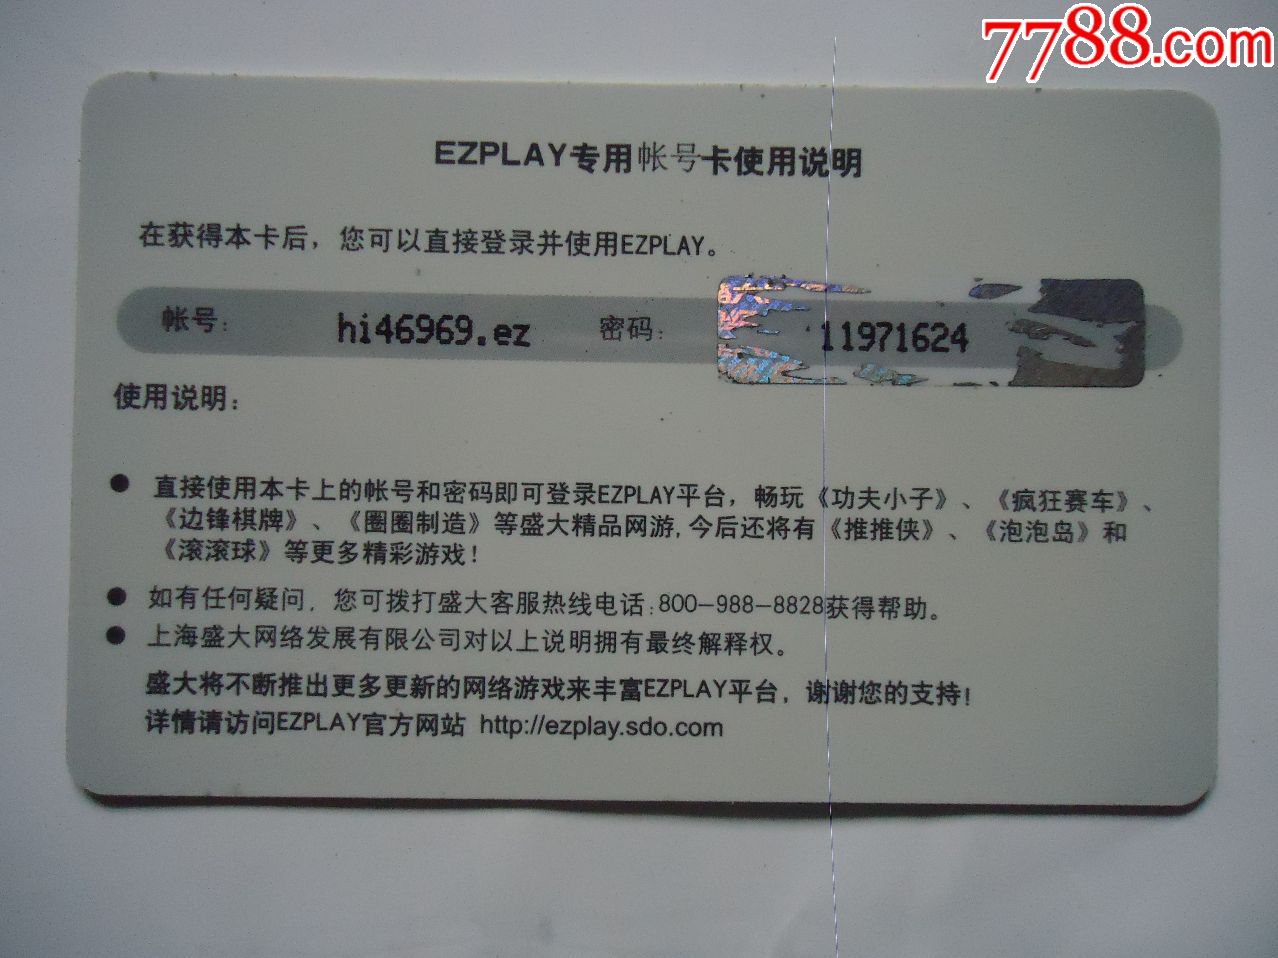 7788.com
EZPLAY专用帐号卡使用说明
在获得本卡后，您可以直接登录并使用EZPLAY。
帐号： hi46969.ez 密码： 11971624
使用说明：
● 直接使用本卡上的帐号和密码即可登录EZPLAY平台，畅玩《功夫小子》、《疯狂赛车》、
《边锋棋牌》、《圈圈制造》等盛大精品网游,今后还将有《推推侠》、《泡泡岛》和
《滚滚球》等更多精彩游戏！
● 如有任何疑问，您可拨打盛大客服热线电话:800-988-8828获得帮助。
● 上海盛大网络发展有限公司对以上说明拥有最终解释权。
盛大将不断推出更多更新的网络游戏来丰富EZPLAY平台，谢谢您的支持！
详情请访问EZPLAY官方网站 http://ezplay.sdo.com